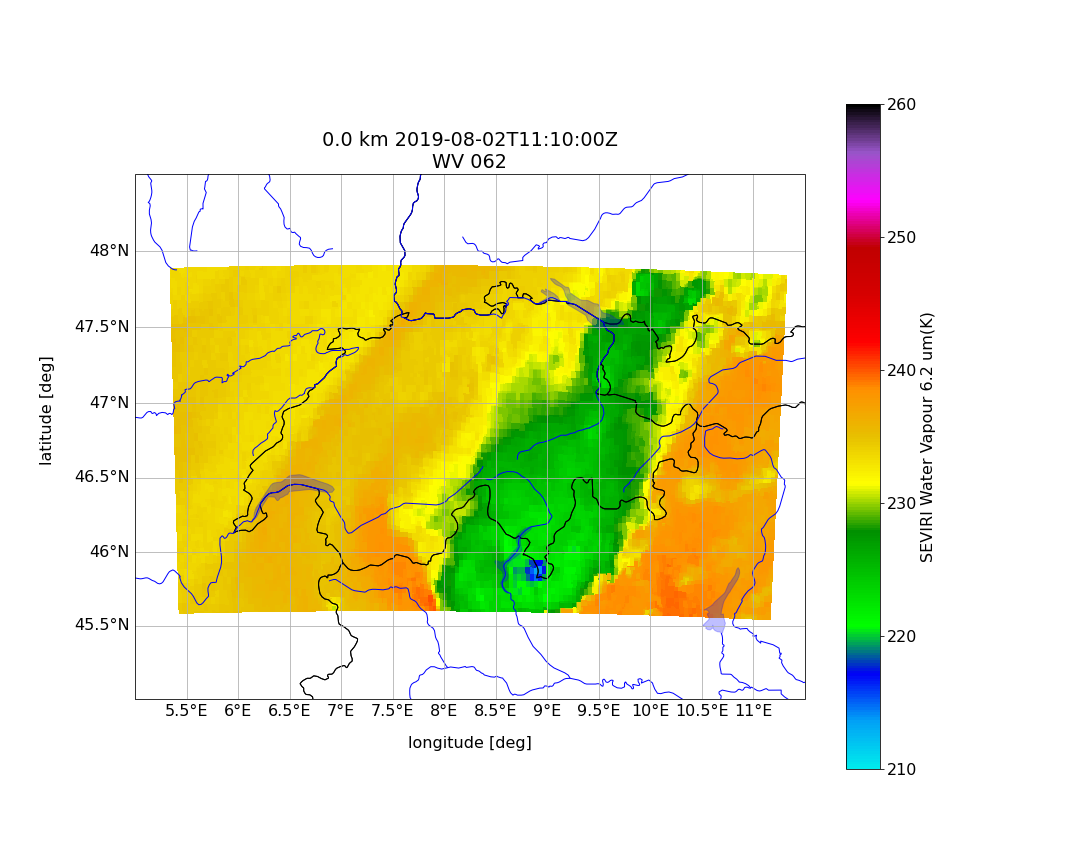 0.0 km 2019-08-02T11:10:00Z
WV 062
48°N
47.5°N
47°N
46.5°N
46°N
45.5°N
latitude [deg]
5.5°E 6°E 6.5°E 7°E 7.5°E 8°E 8.5°E 9°E 9.5°E 10°E 10.5°E 11°E
longitude [deg]
260
250
240
230
220
210
SEVIRI Water Vapour 6.2 um(K)